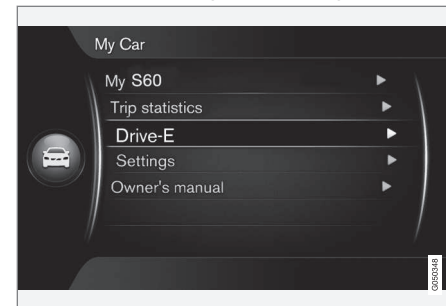 My Car
My S60
Trip statistics
Drive-E
Settings
Owner's manual
G050348